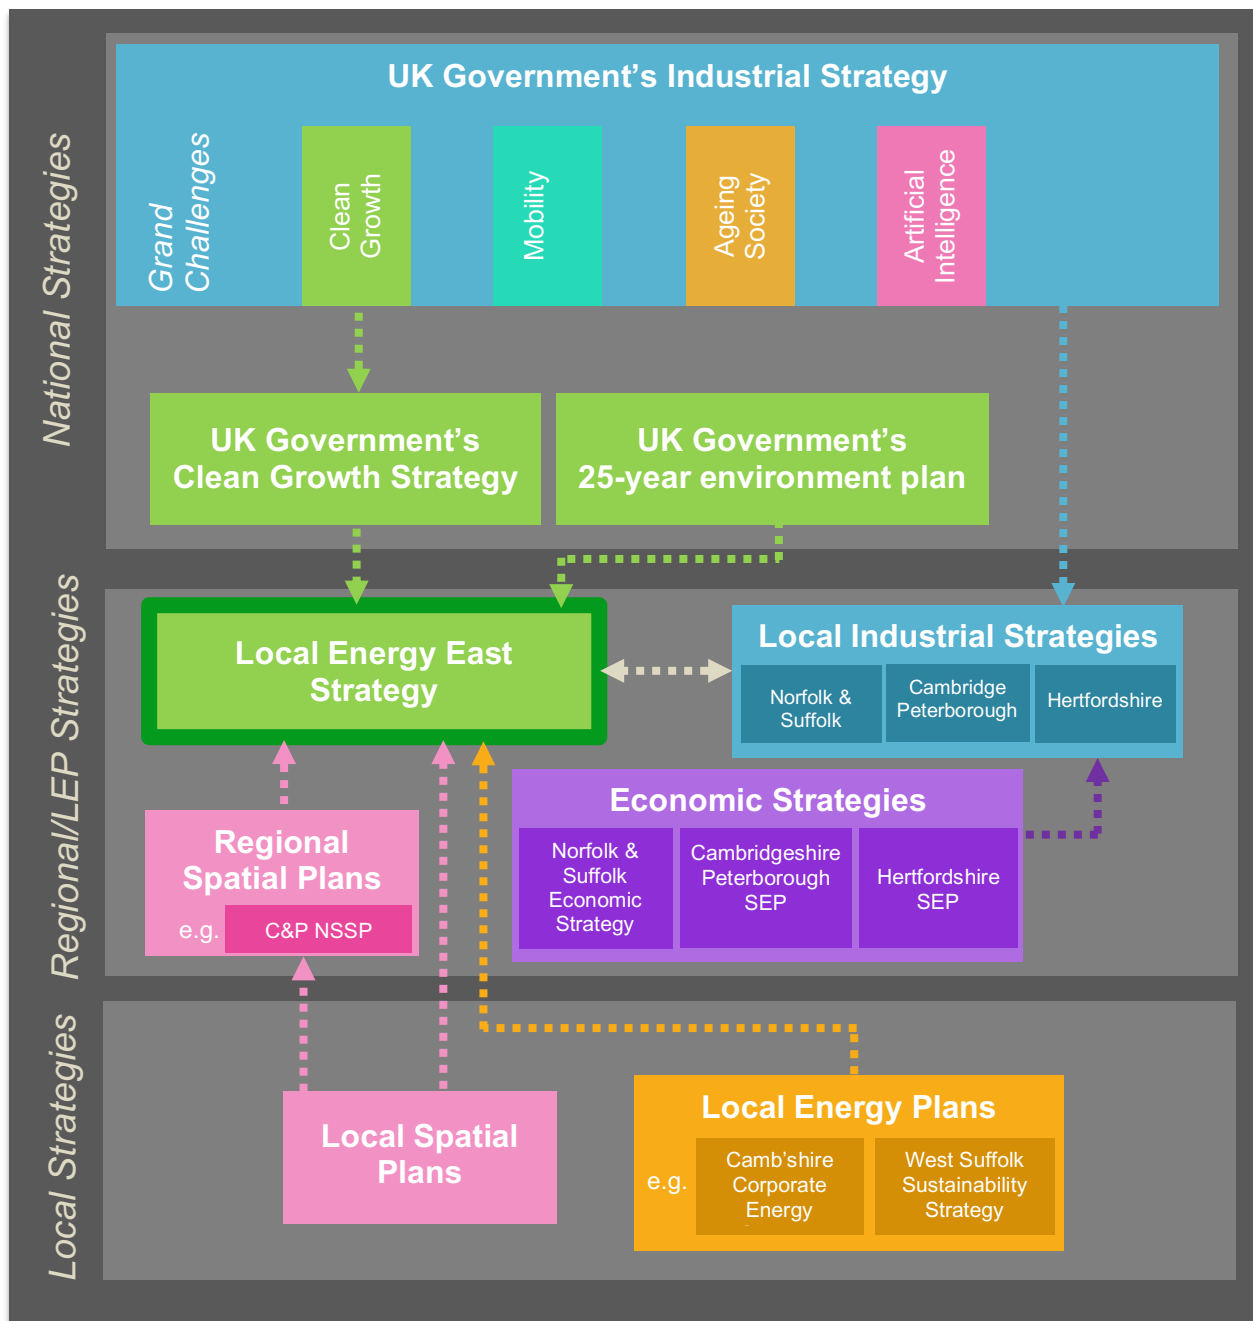 National Strategies
UK Government's Industrial Strategy
Grand
Challenges
Clean
Growth
Mobility
Ageing
Society
Artificial
Intelligence
UK Government's
Clean Growth Strategy
UK Government's
25-year environment plan
Regional/LEP Strategies
Local Energy East
Strategy
Local Industrial Strategies
Norfolk &
Suffolk
Cambridge
Peterborough
Hertfordshire
Regional
Spatial Plans
e.g.
C&P NSSP
Economic Strategies
Norfolk &
Suffolk
Economic
Strategy
Cambridgeshire
Peterborough
SEP
Hertfordshire
SEP
Local Strategies
Local Spatial
Plans
Local Energy Plans
e.g.
Camb'shire
Corporate
Energy
West Suffolk
Sustainability
Strategy